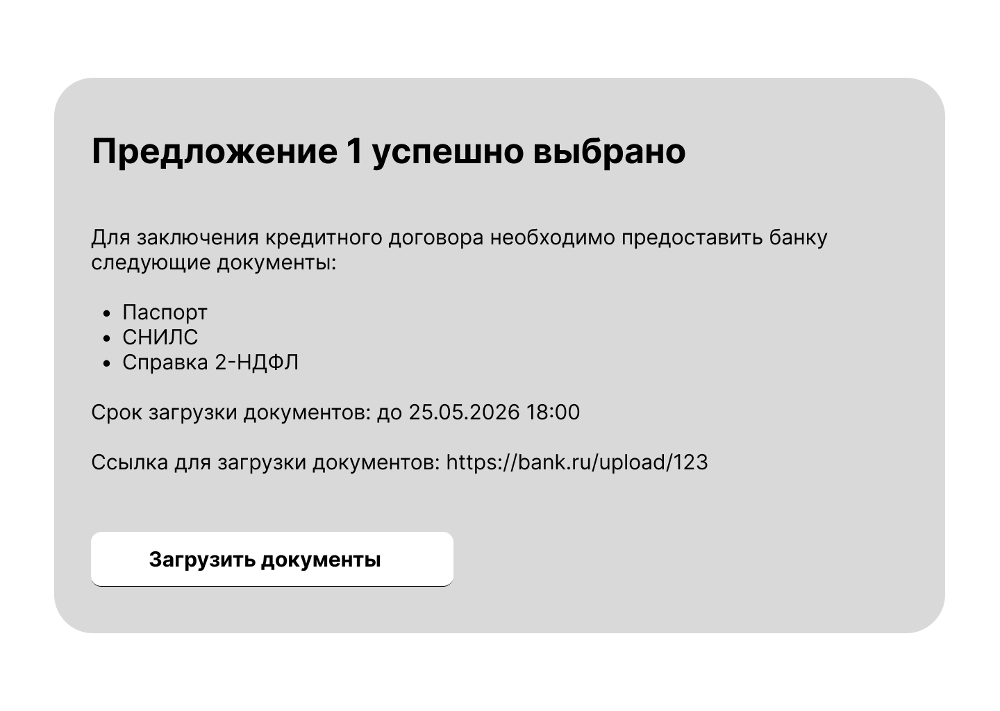 Предложение 1 успешно выбрано
Для заключения кредитного договора необходимо предоставить банку
следующие документы:
• Паспорт
• СНИЛС
• Справка 2-НДФЛ
Срок загрузки документов: до 25.05.2026 18:00
Ссылка для загрузки документов: https://bank.ru/upload/123
Загрузить документы